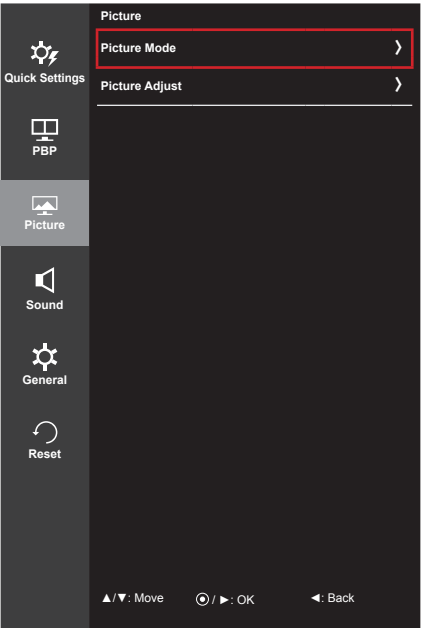 Picture
Picture Mode
Picture Adjust
Quick Settings
PBP
Picture
Sound
General
Reset
▲/▼: Move ⦿ / ►: OK ◄: Back